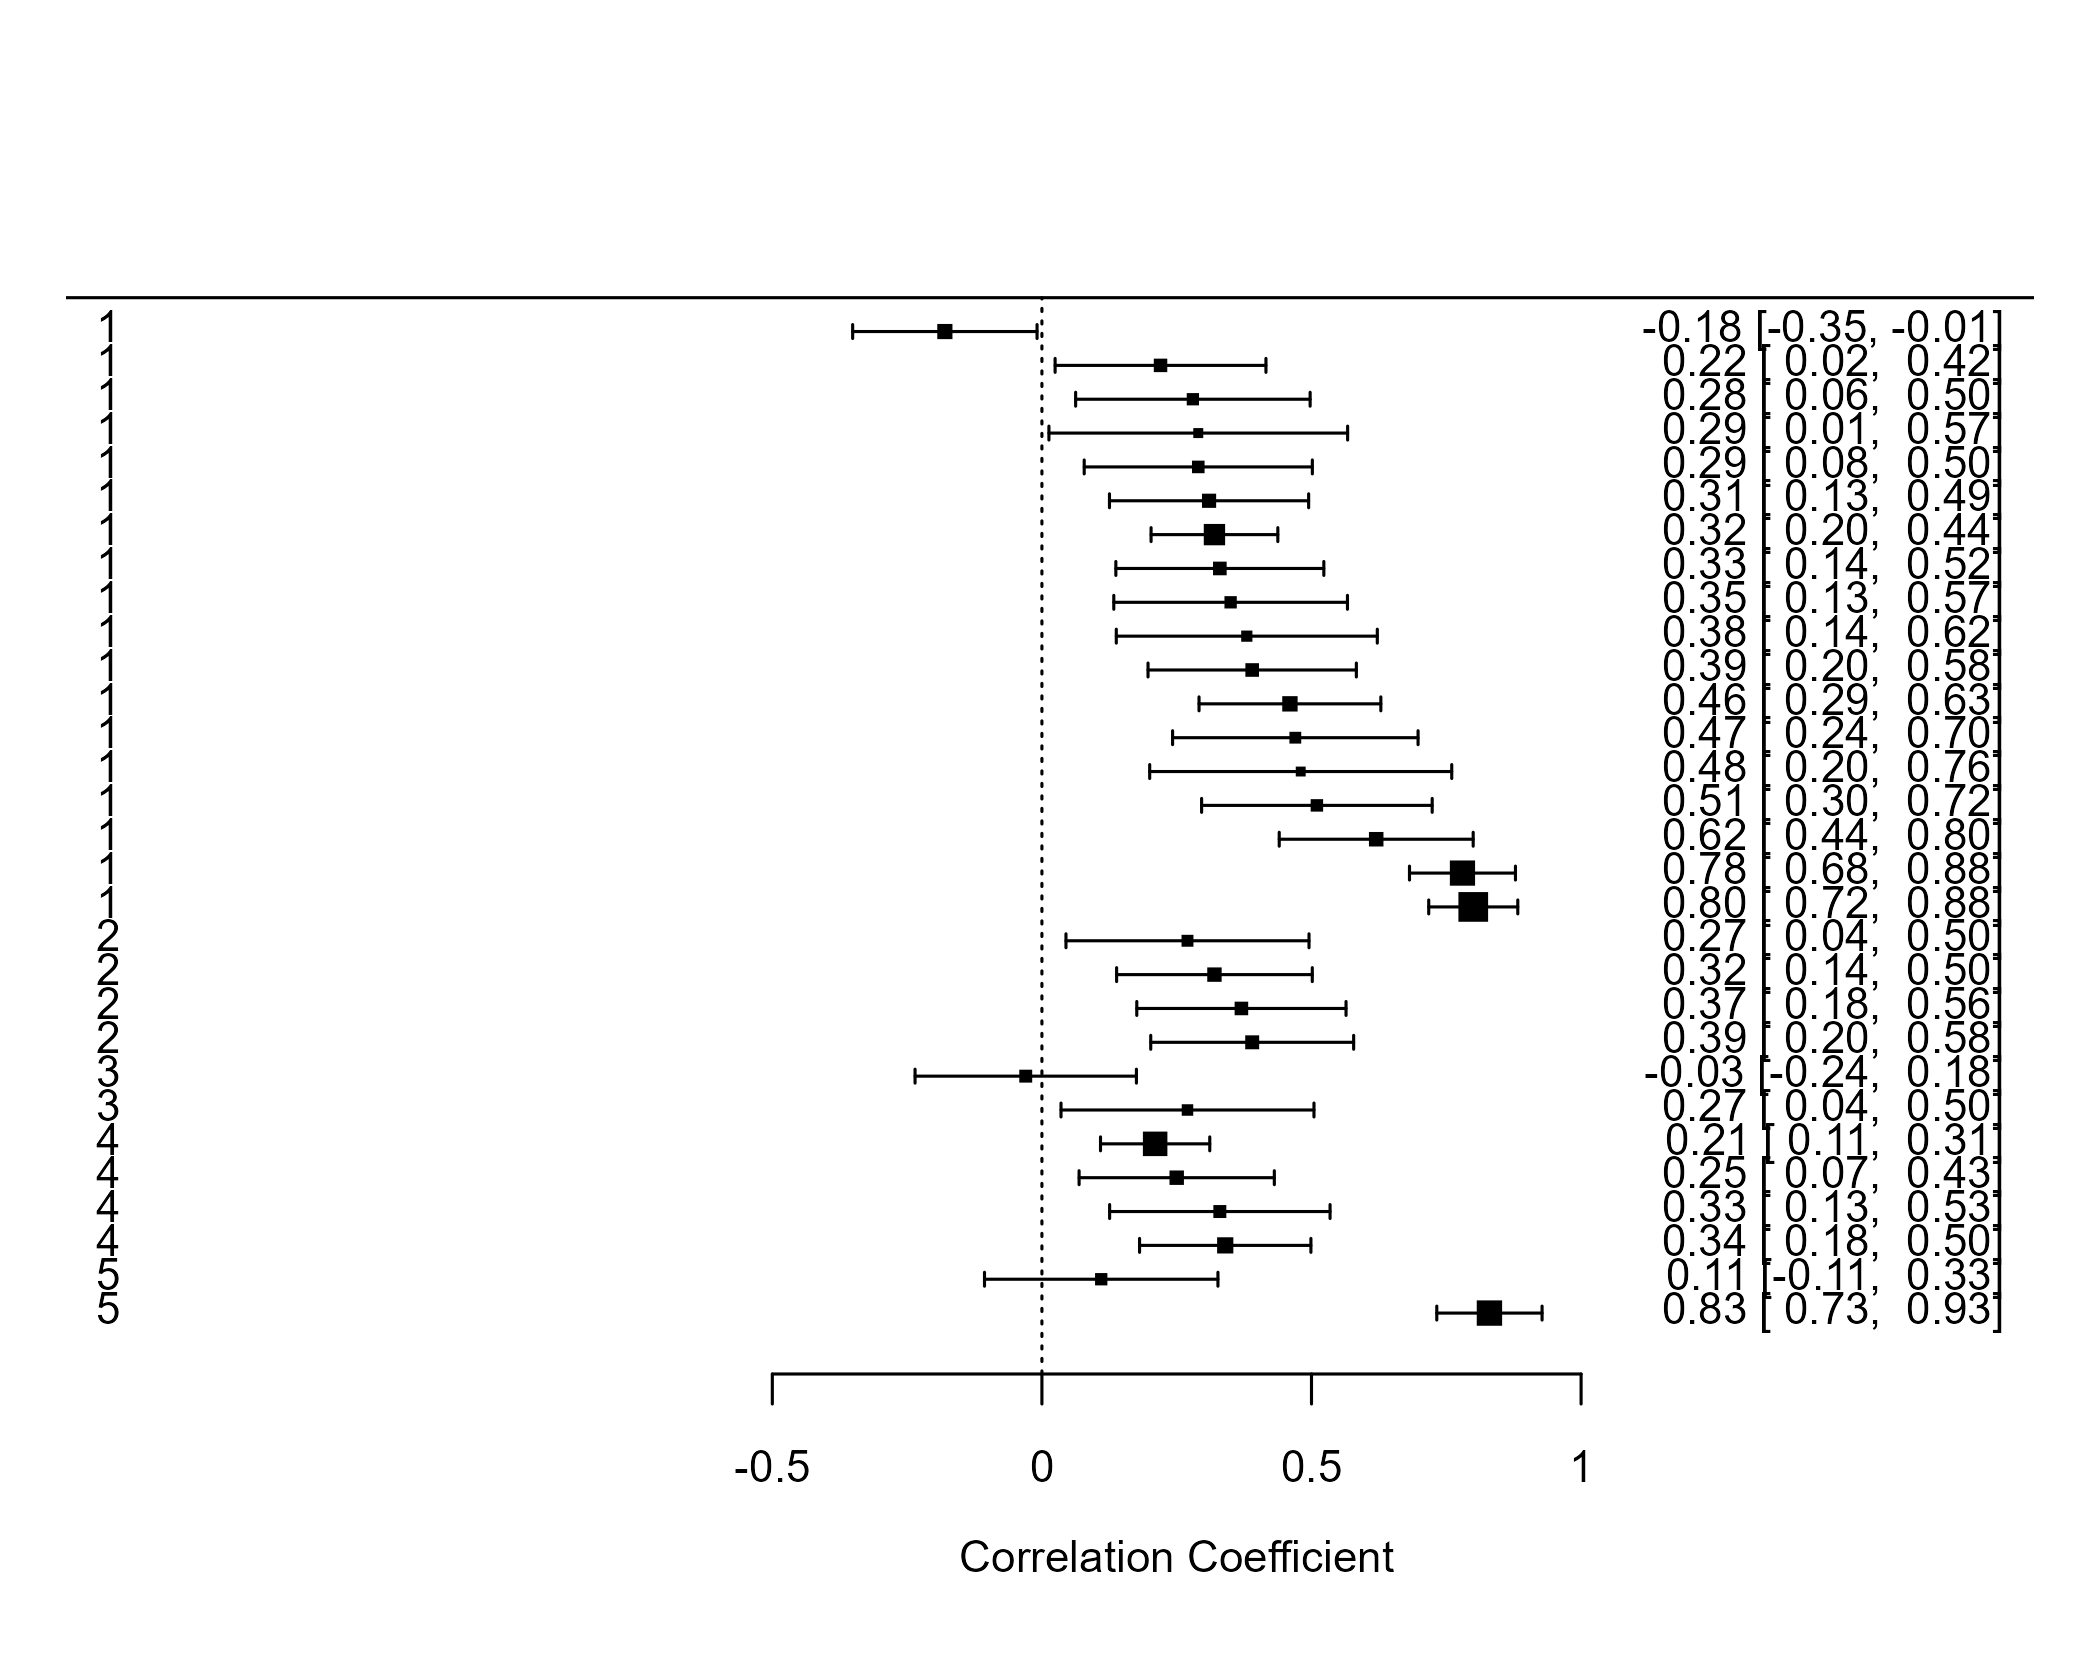 1 -0.18 [-0.35, -0.01]
1 0.22 [ 0.02, 0.42]
1 0.28 [ 0.06, 0.50]
1 0.29 [ 0.01, 0.57]
1 0.29 [ 0.08, 0.50]
1 0.31 [ 0.13, 0.49]
1 0.32 [ 0.20, 0.44]
1 0.33 [ 0.14, 0.52]
1 0.35 [ 0.13, 0.57]
1 0.38 [ 0.14, 0.62]
1 0.39 [ 0.20, 0.58]
1 0.46 [ 0.29, 0.63]
1 0.47 [ 0.24, 0.70]
1 0.48 [ 0.20, 0.76]
1 0.51 [ 0.30, 0.72]
1 0.62 [ 0.44, 0.80]
1 0.78 [ 0.68, 0.88]
1 0.80 [ 0.72, 0.88]
2 0.27 [ 0.04, 0.50]
2 0.32 [ 0.14, 0.50]
2 0.37 [ 0.18, 0.56]
2 0.39 [ 0.20, 0.58]
3 -0.03 [-0.24, 0.18]
3 0.27 [ 0.04, 0.50]
4 0.21 [ 0.11, 0.31]
4 0.25 [ 0.07, 0.43]
4 0.33 [ 0.13, 0.53]
4 0.34 [ 0.18, 0.50]
5 0.11 [-0.11, 0.33]
5 0.83 [ 0.73, 0.93]
-0.5 0 0.5 1
Correlation Coefficient